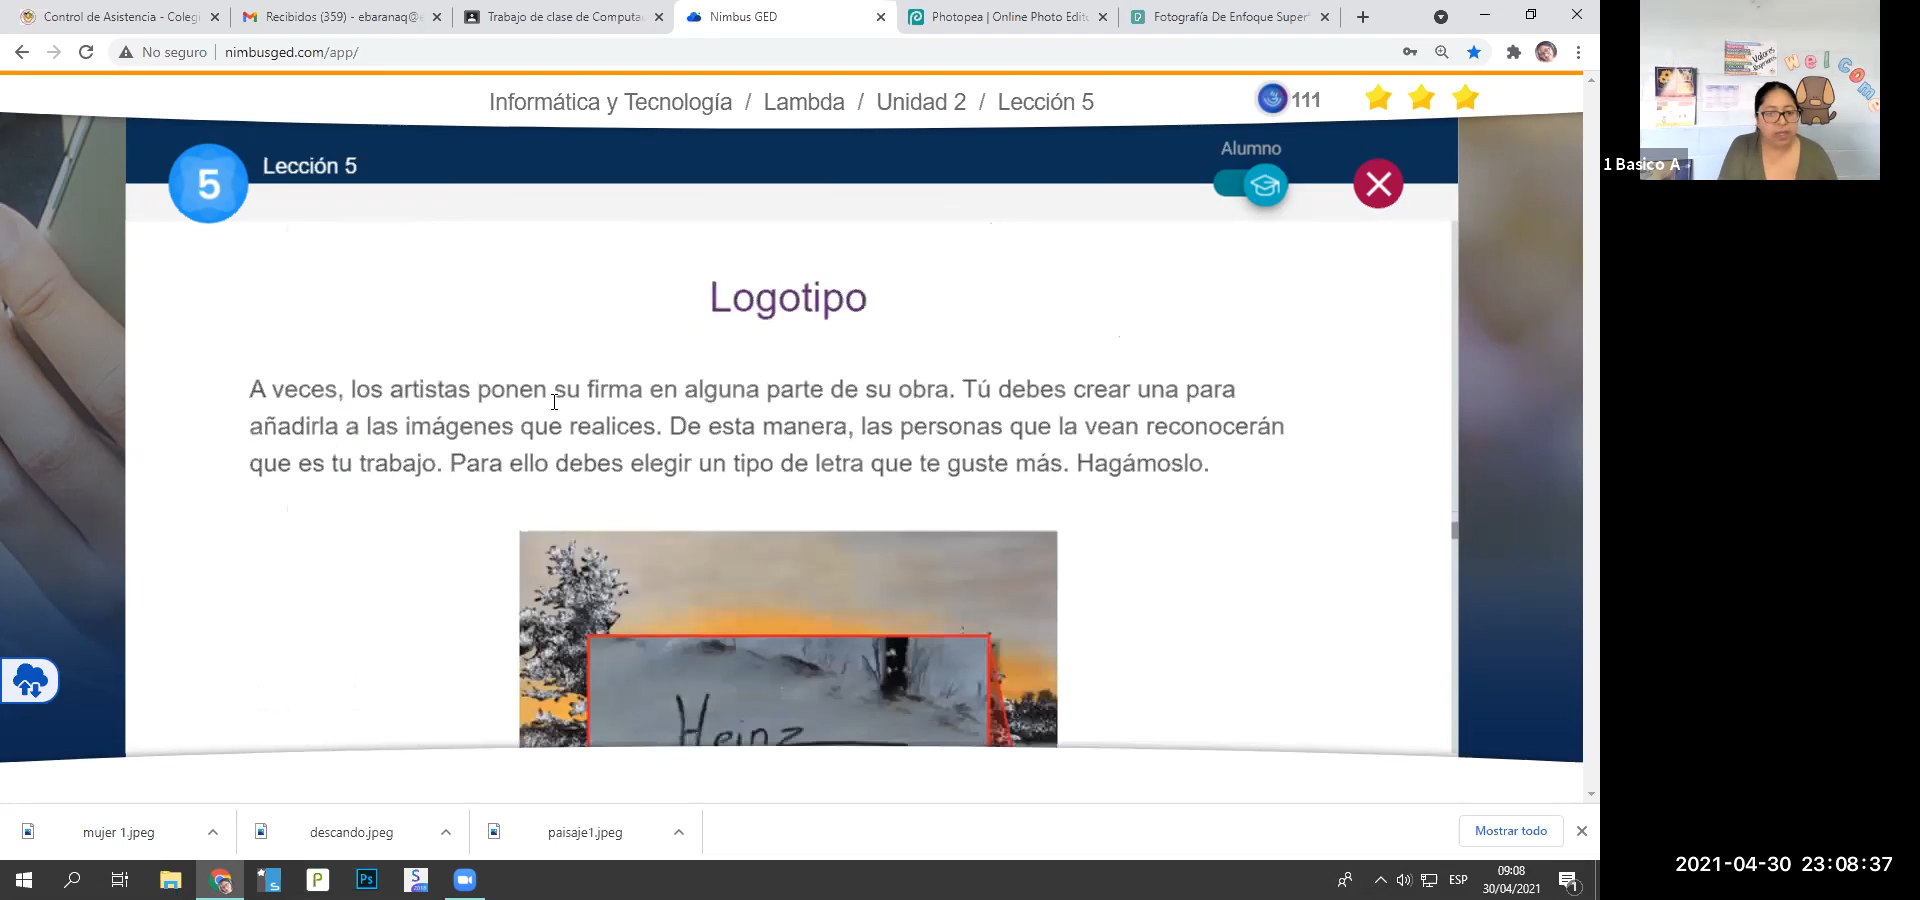 Control de Asistencia - Colegi
Recibidos (359) - ebaranaq@
Trabajo de clase de Computa
Nimbus GED
Photopea | Online Photo Edit
Fotografía De Enfoque Super
No seguro
nimbusged.com/app/
Informática y Tecnología / Lambda / Unidad 2 / Lección 5
111
5
Lección 5
Alumno
Logotipo
A veces, los artistas ponen su firma en alguna parte de su obra. Tú debes crear una para
añadirla a las imágenes que realices. De esta manera, las personas que la vean reconocerán
que es tu trabajo. Para ello debes elegir un tipo de letra que te guste más. Hagámoslo.
Heinz
mujer 1.jpeg
descando.jpeg
paisaje1.jpeg
Mostrar todo
S
P
Ps
S
2018
ESP
09:08
30/04/2021
1
Valores
Welcome
1 Basico A
2021-04-30 23:08:37